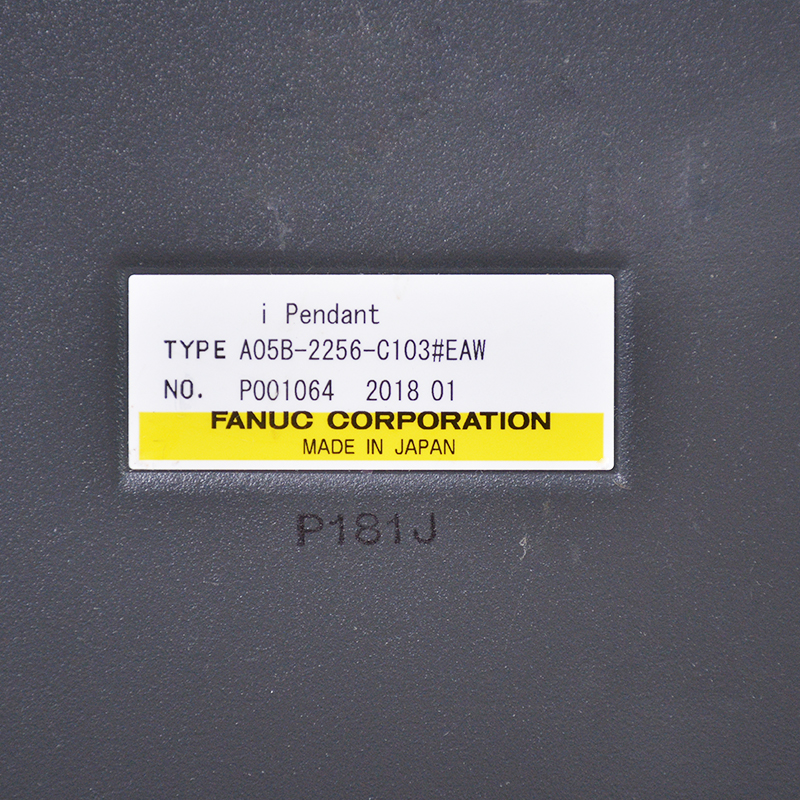 i Pendant
TYPE A05B-2256-C103#EAW
NO. P001064 2018 01
FANUC CORPORATION
MADE IN JAPAN
P181J